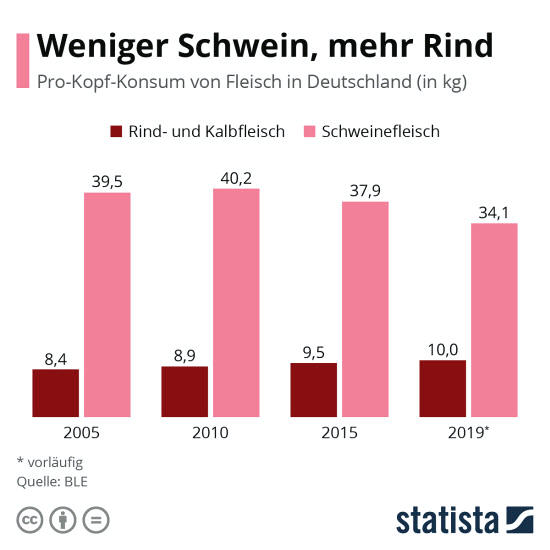 Weniger Schwein, mehr Rind
Pro-Kopf-Konsum von Fleisch in Deutschland (in kg)
Rind- und Kalbfleisch Schweinefleisch
39,5 40,2 37,9 34,1
8,4 8,9 9,5 10,0
2005 2010 2015 2019*
* vorläufig
Quelle: BLE
cc = statista